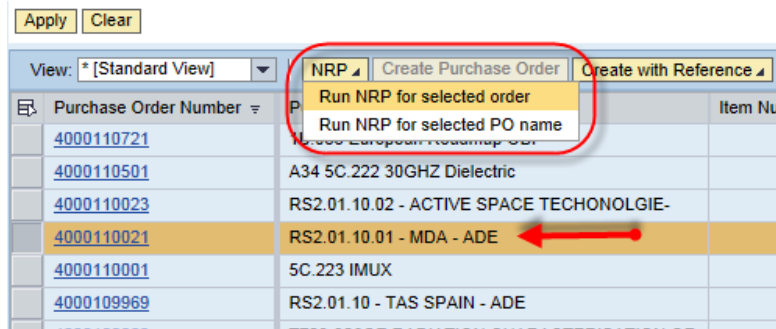 Apply Clear
View: * [Standard View] NRP Create Purchase Order Create with Reference
Run NRP for selected order
Run NRP for selected PO name
Purchase Order Number P Item Nu
4000110721
4000110501 A34 5C.222 30GHZ Dielectric
4000110023 RS2.01.10.02 - ACTIVE SPACE TECHONOLGIE-
4000110021 RS2.01.10.01 - MDA - ADE
4000110001 5C.223 IMUX
4000109969 RS2.01.10 - TAS SPAIN - ADE